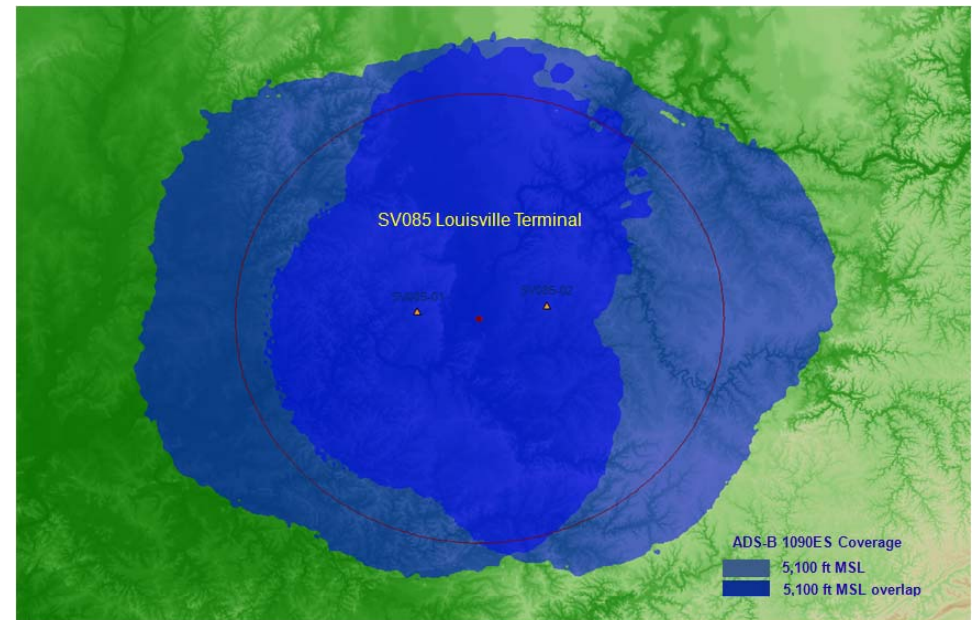 SV085 Louisville Terminal
SV085-01
SV085-02
ADS-B 1090ES Coverage
5,100 ft MSL
5,100 ft MSL overlap